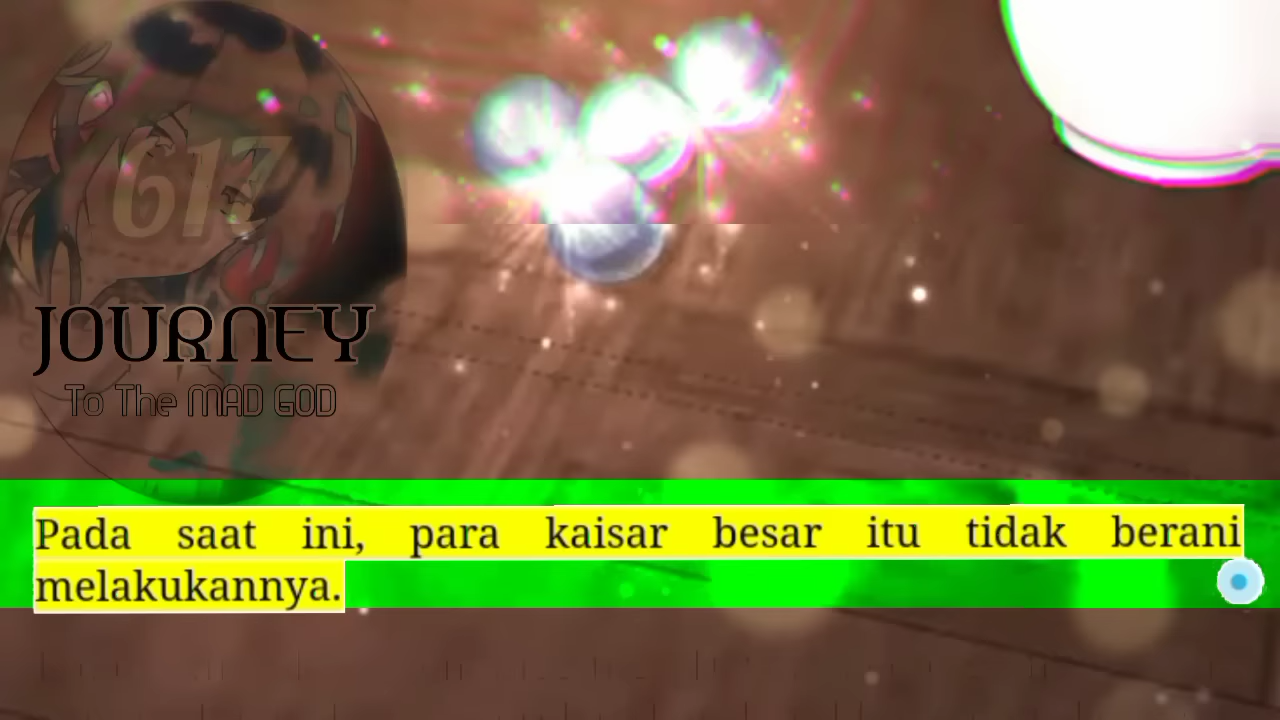 617
JOURNEY
To The MAD GOD
Pada saat ini, para kaisar besar itu tidak berani
melakukannya.